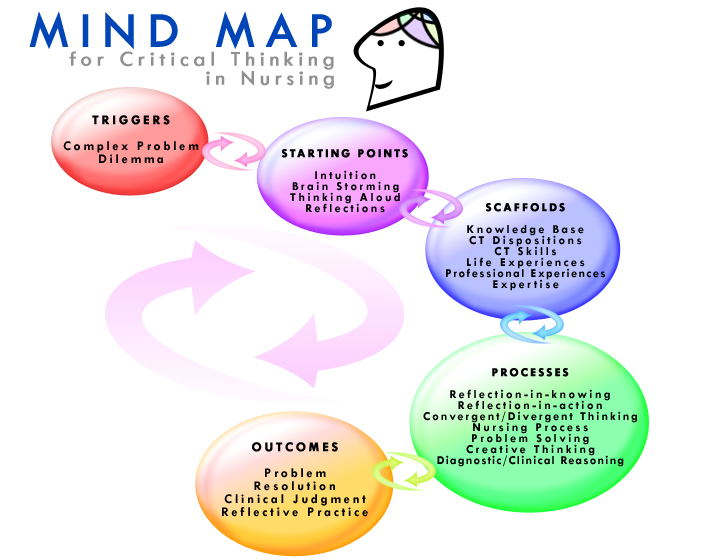 MIND MAP
for Critical Thinking
in Nursing
TRIGGERS
Complex Problem
Dilemma
STARTING POINTS
Intuition
Brain Storming
Thinking Aloud
Reflections
SCAFFOLDS
Knowledge Base
CT Dispositions
CT Skills
Life Experiences
Professional Experiences
Expertise
PROCESSES
Reflection-in-knowing
Reflection-in-action
Convergent/Divergent Thinking
Nursing Process
Problem Solving
Creative Thinking
Diagnostic/Clinical Reasoning
OUTCOMES
Problem
Resolution
Clinical Judgment
Reflective Practice